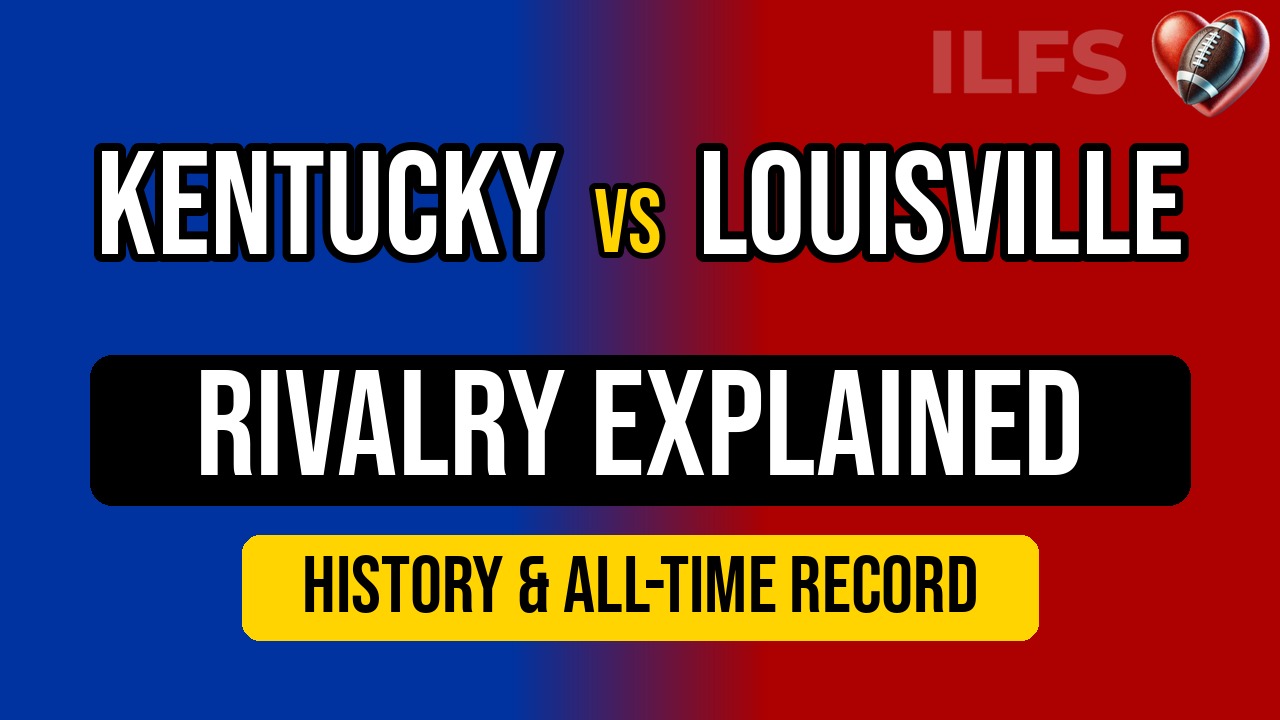 ILFS
KENTUCKY VS LOUISVILLE
RIVALRY EXPLAINED
HISTORY & ALL-TIME RECORD